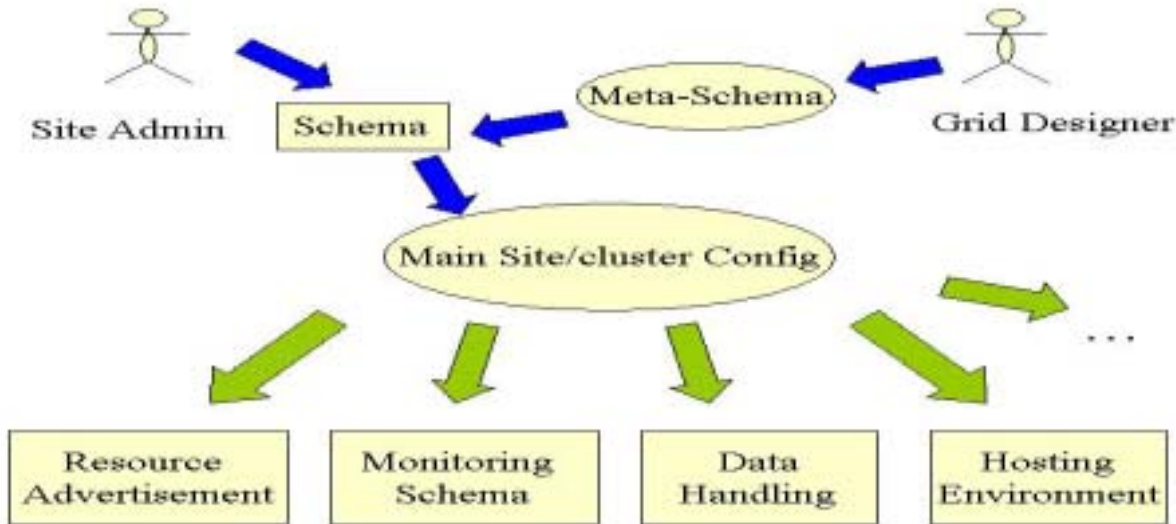 Site Admin
Schema
Meta-Schema
Grid Designer
Main Site/cluster Config
...
Resource
Advertisement
Monitoring
Schema
Data
Handling
Hosting
Environment